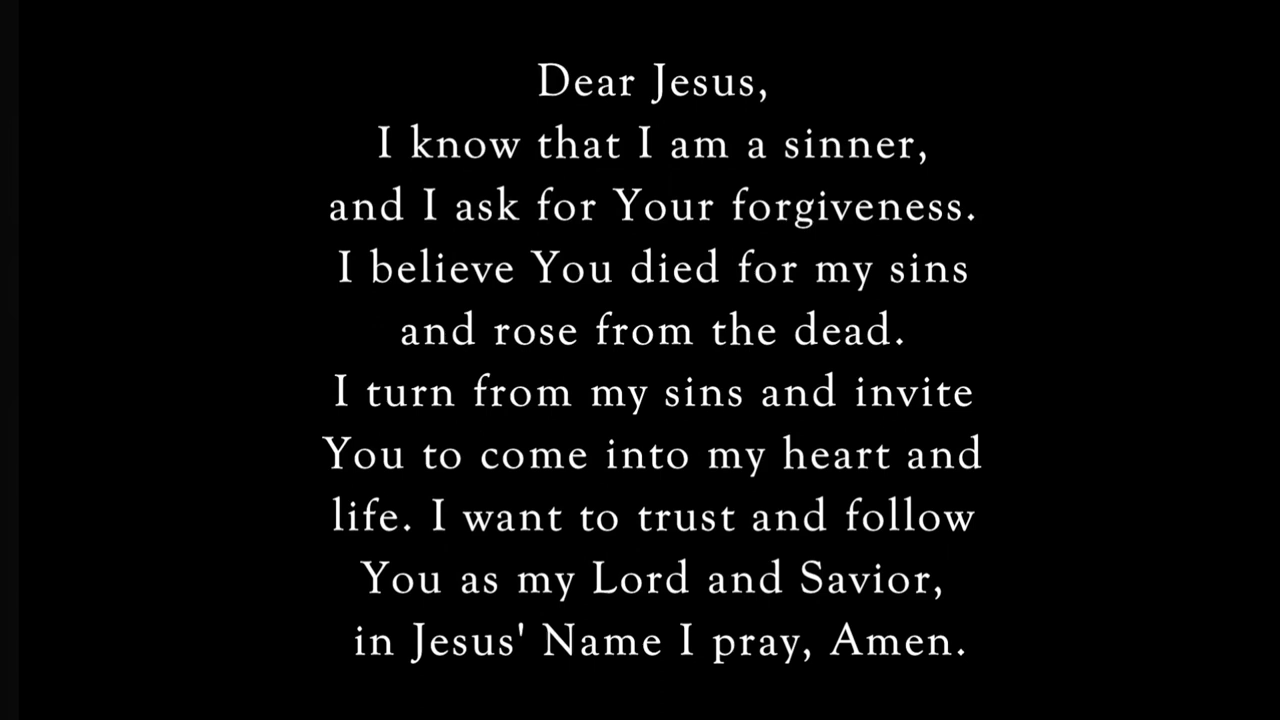 Dear Jesus,
I know that I am a sinner,
and I ask for Your forgiveness.
I believe You died for my sins
and rose from the dead.
I turn from my sins and invite
You to come into my heart and
life. I want to trust and follow
You as my Lord and Savior,
in Jesus' Name I pray, Amen.